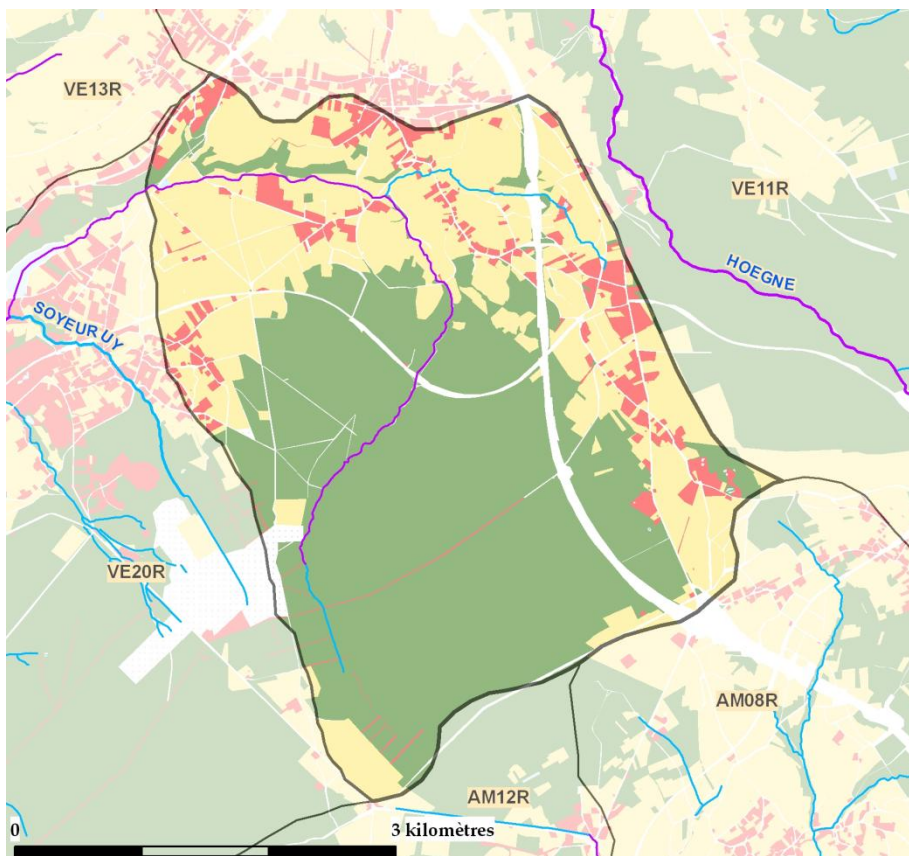 VE13R
VE11R
HOEGNE
SOYEUR UY
VE20R
AM08R
AM12R
0
3 kilomètres